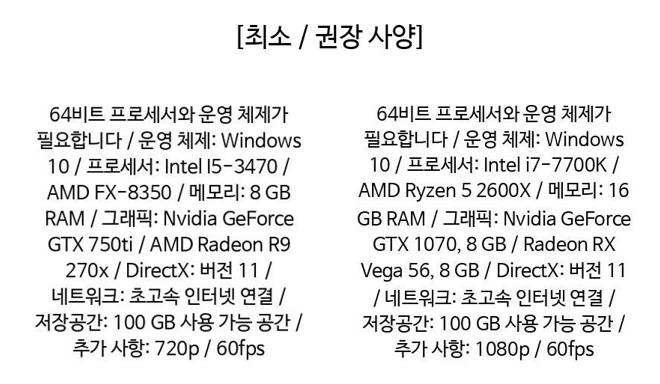 [최소 / 권장 사양]
64비트 프로세서와 운영 체제가
필요합니다 / 운영 체제: Windows
10 / 프로세서: Intel I5-3470 /
AMD FX-8350 / 메모리: 8 GB
RAM / 그래픽: Nvidia GeForce
GTX 750ti / AMD Radeon R9
270x / DirectX: 버전 11 /
네트워크: 초고속 인터넷 연결 /
저장공간: 100 GB 사용 가능 공간 /
추가 사항: 720p / 60fps
64비트 프로세서와 운영 체제가
필요합니다 / 운영 체제: Windows
10 / 프로세서: Intel i7-7700K /
AMD Ryzen 5 2600X / 메모리: 16
GB RAM / 그래픽: Nvidia GeForce
GTX 1070, 8 GB / Radeon RX
Vega 56, 8 GB / DirectX: 버전 11
/ 네트워크: 초고속 인터넷 연결 /
저장공간: 100 GB 사용 가능 공간 /
추가 사항: 1080p / 60fps